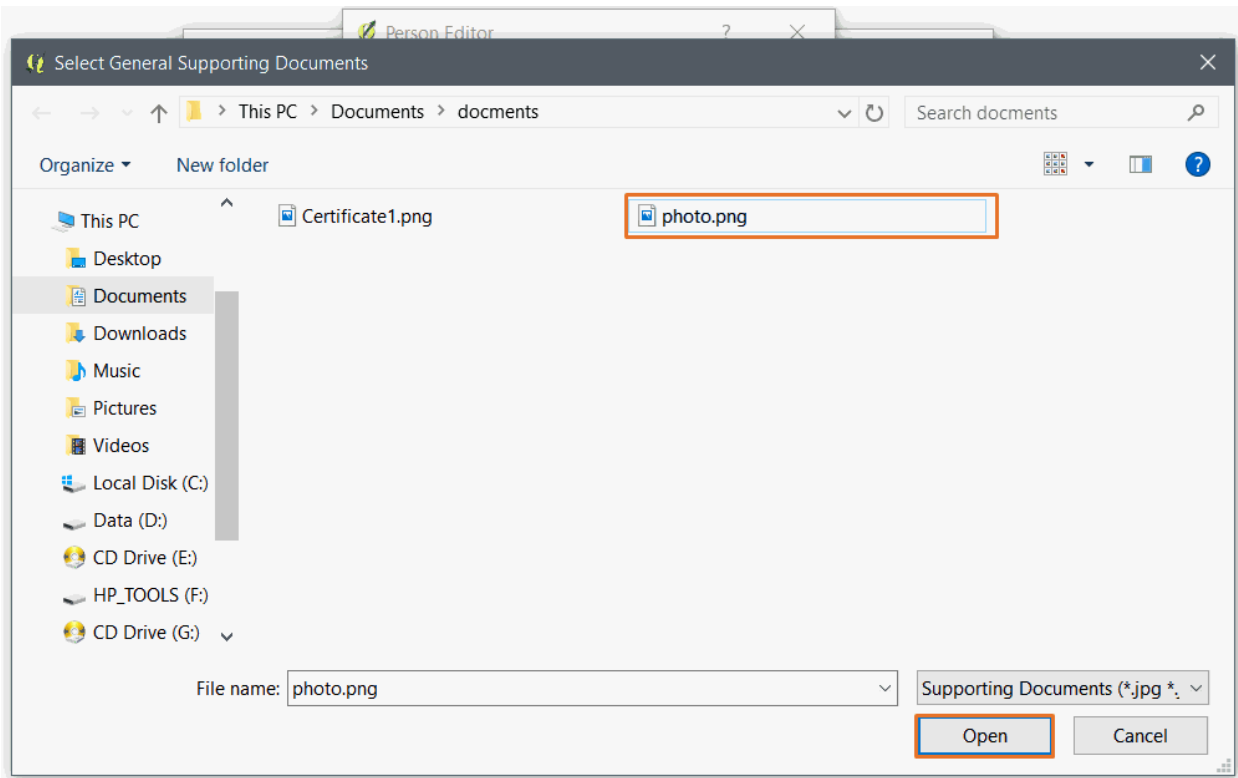 Person Editor ?
Select General Supporting Documents
This PC > Documents > docments
Search docments
Organize
New folder
?
This PC
Desktop
Documents
Downloads
Music
Pictures
Videos
Local Disk (C:)
Data (D:)
CD Drive (E:)
HP_TOOLS (F:)
CD Drive (G:)
Certificate1.png
photo.png
File name: photo.png
Supporting Documents (*.jpg *.
Open
Cancel